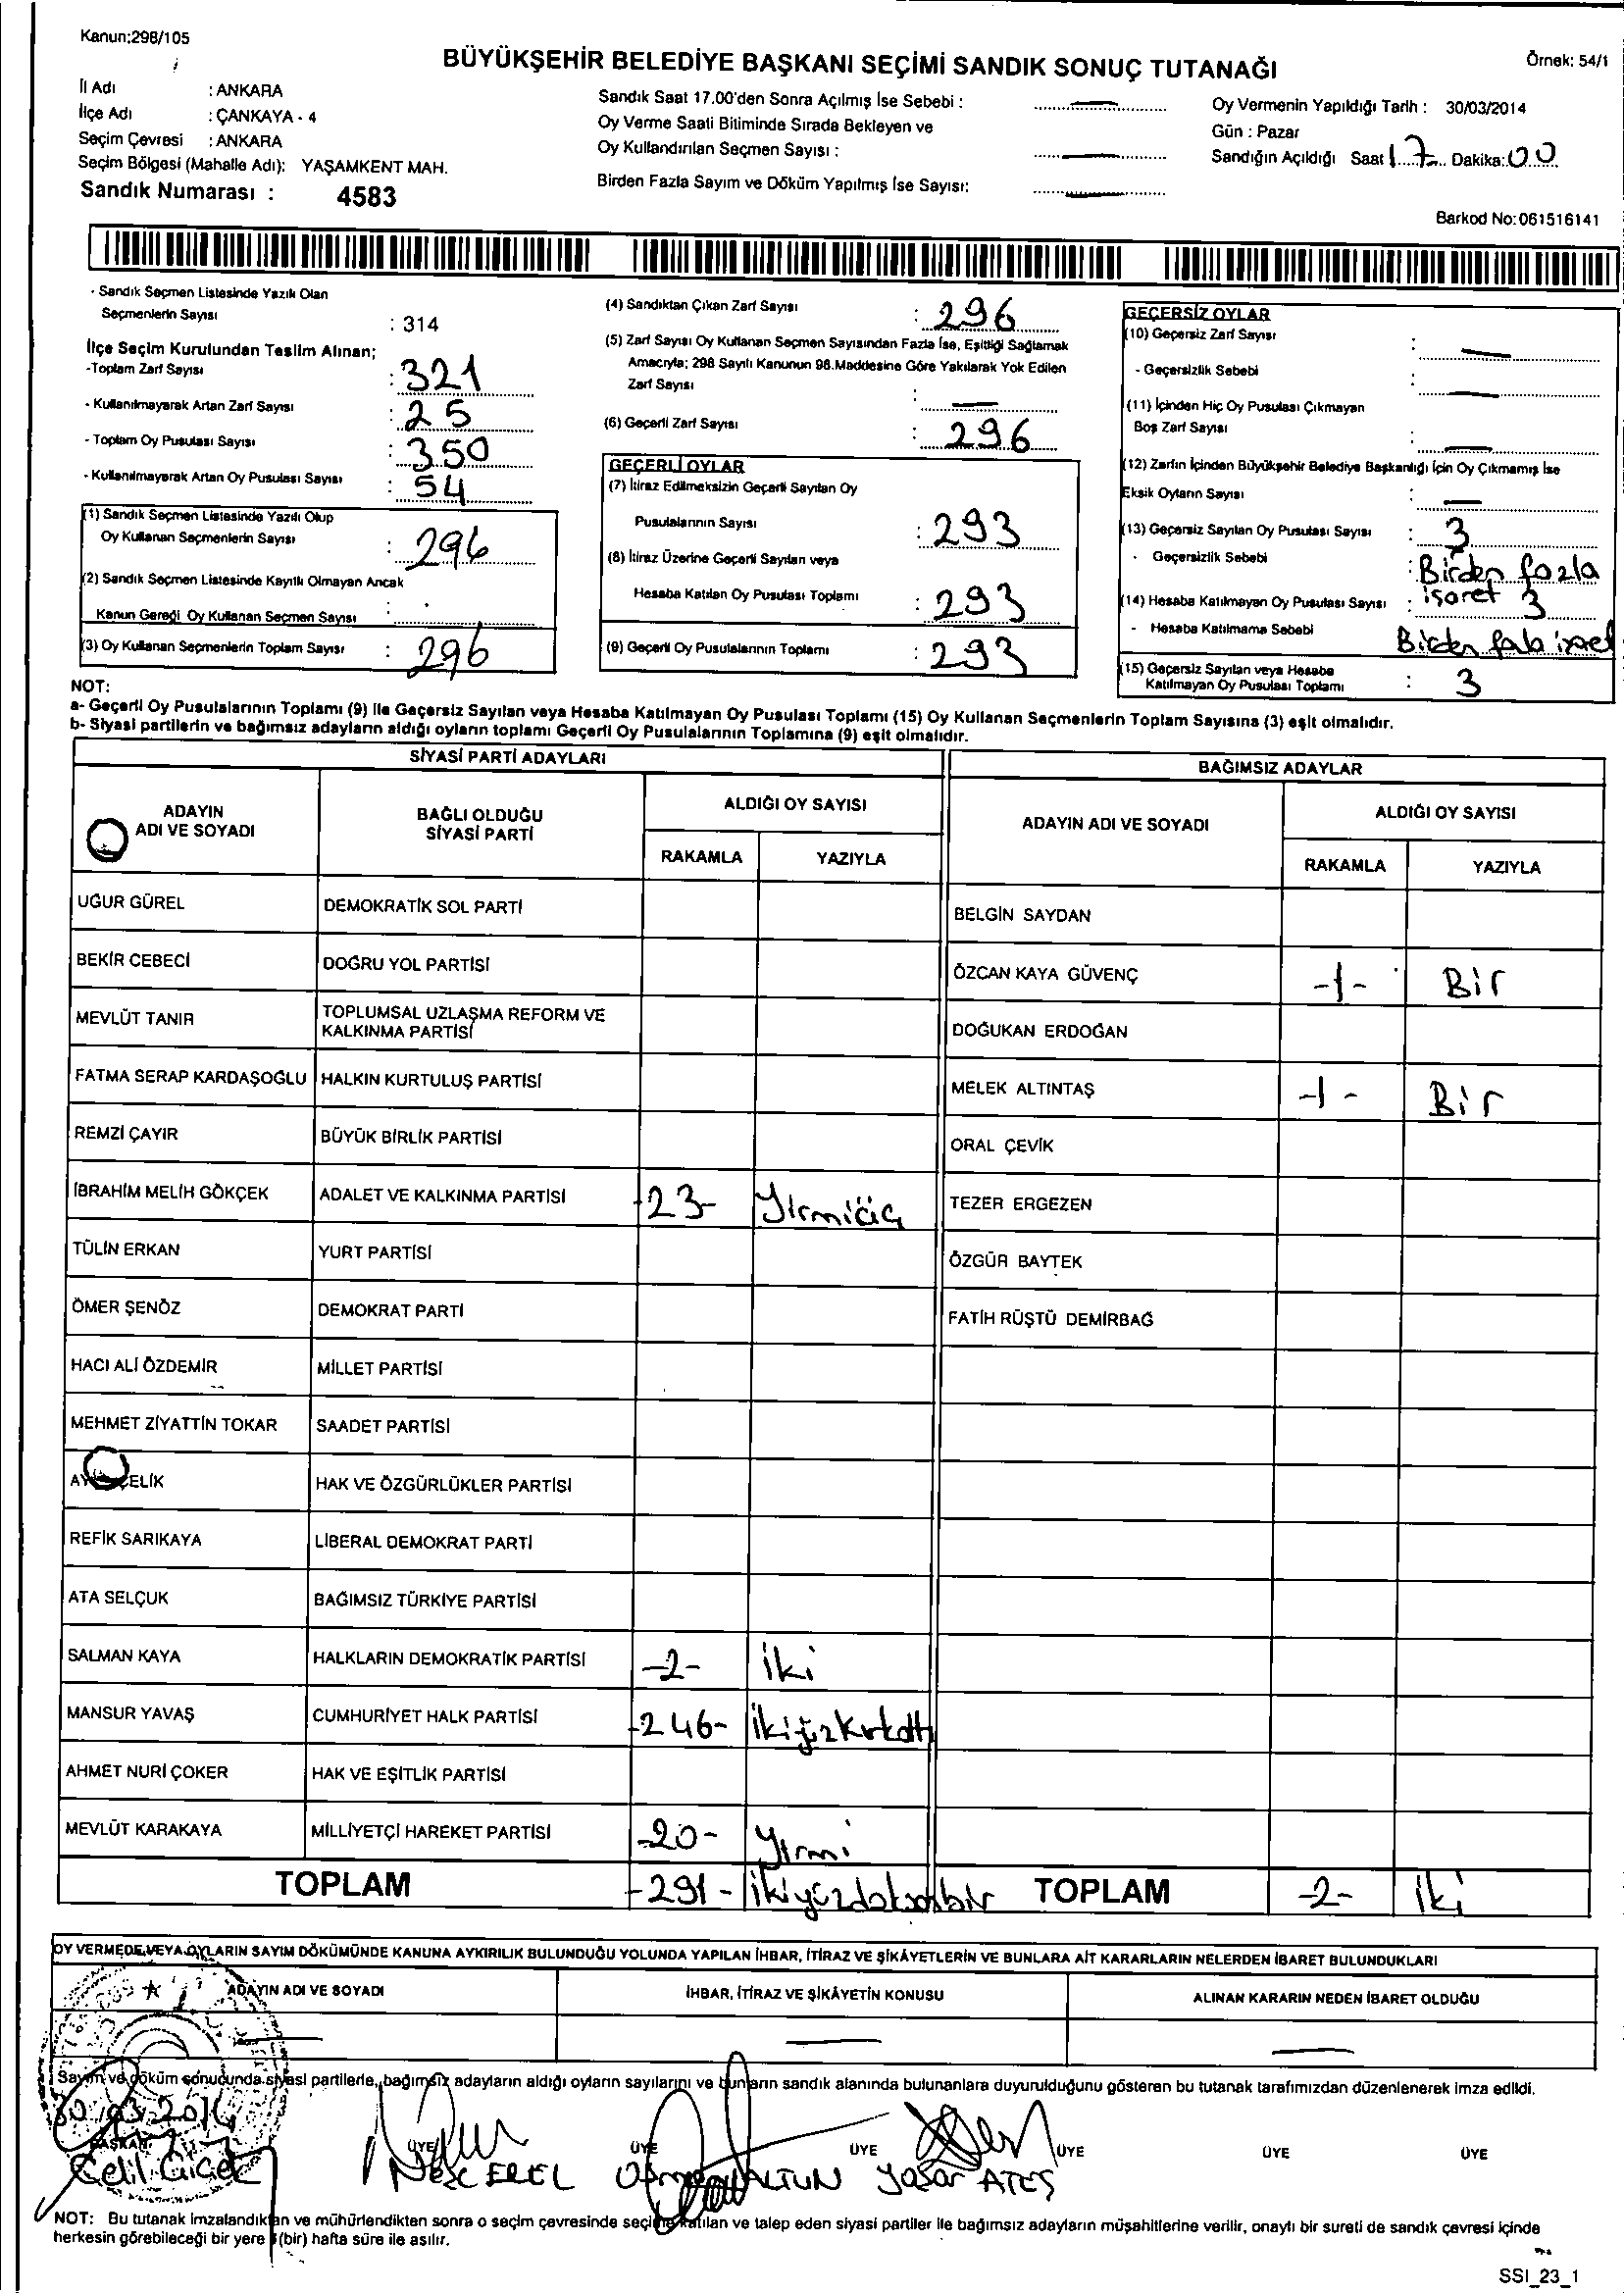 Kanun;298/105
BÜYÜKŞEHİR BELEDİYE BAŞKANI SEÇİMİ SANDIK SONUÇ TUTANAĞI
Örnek: 54/1
İl Adı : ANKARA
İlçe Adı : ÇANKAYA - 4
Seçim Çevresi : ANKARA
Seçim Bölgesi (Mahalle Adı): YAŞAMKENT MAH.
Sandık Numarası : 4583
Sandık Saat 17.00'den Sonra Açılmış İse Sebebi : —
Oy Verme Saati Bitiminde Sırada Bekleyen ve
Oy Kullandırılan Seçmen Sayısı : —
Birden Fazla Sayım ve Döküm Yapılmış İse Sayısı: —
Oy Vermenin Yapıldığı Tarih : 30/03/2014
Gün : Pazar
Sandığın Açıldığı Saat 17 Dakika: 00
Barkod No:061516141
- Sandık Seçmen Listesinde Yazılı Olan
Seçmenlerin Sayısı : 314
İlçe Seçim Kurulundan Teslim Alınan;
-Toplam Zarf Sayısı : 321
- Kullanılmayarak Artan Zarf Sayısı : 25
- Toplam Oy Pusulası Sayısı : 350
- Kullanılmayarak Artan Oy Pusulası Sayısı : 54
(1) Sandık Seçmen Listesinde Yazılı Olup
Oy Kullanan Seçmenlerin Sayısı : 296
(2) Sandık Seçmen Listesinde Kayıtlı Olmayan Ancak
Kanun Gereği Oy Kullanan Seçmen Sayısı :
(3) Oy Kullanan Seçmenlerin Toplam Sayısı : 296
(4) Sandıktan Çıkan Zarf Sayısı : 296
(5) Zarf Sayısı Oy Kullanan Seçmen Sayısından Fazla İse, Eşitliği Sağlamak
Amacıyla; 298 Sayılı Kanunun 98.Maddesine Göre Yakılarak Yok Edilen
Zarf Sayısı : —
(6) Geçerli Zarf Sayısı : 296
GEÇERLİ OYLAR
(7) İtiraz Edilmeksizin Geçerli Sayılan Oy
Pusulalarının Sayısı : 293
(8) İtiraz Üzerine Geçerli Sayılan veya
Hesaba Katılan Oy Pusulası Toplamı : 293
(9) Geçerli Oy Pusulalarının Toplamı : 293
GEÇERSİZ OYLAR
(10) Geçersiz Zarf Sayısı : —
- Geçersizlik Sebebi : —
(11) İçinden Hiç Oy Pusulası Çıkmayan
Boş Zarf Sayısı : —
(12) Zarfın İçinden Büyükşehir Belediye Başkanlığı İçin Oy Çıkmamış İse
Eksik Oyların Sayısı : —
(13) Geçersiz Sayılan Oy Pusulası Sayısı : 3
- Geçersizlik Sebebi : Birden fazla
işaret
(14) Hesaba Katılmayan Oy Pusulası Sayısı : 3
- Hesaba Katılmama Sebebi Birden fazla işaret
(15) Geçersiz Sayılan veya Hesaba
Katılmayan Oy Pusulası Toplamı : 3
NOT:
a- Geçerli Oy Pusulalarının Toplamı (9) İle Geçersiz Sayılan veya Hesaba Katılmayan Oy Pusulası Toplamı (15) Oy Kullanan Seçmenlerin Toplam Sayısına (3) eşit olmalıdır.
b- Siyasi partilerin ve bağımsız adayların aldığı oyların toplamı Geçerli Oy Pusulalarının Toplamına (9) eşit olmalıdır.
SİYASİ PARTİ ADAYLARI
ADAYIN ADI VE SOYADI
BAĞLI OLDUĞU SİYASİ PARTİ
ALDIĞI OY SAYISI
RAKAMLA YAZIYLA
UĞUR GÜREL DEMOKRATİK SOL PARTİ
BEKİR CEBECİ DOĞRU YOL PARTİSİ
MEVLÜT TANIR TOPLUMSAL UZLAŞMA REFORM VE
KALKINMA PARTİSİ
FATMA SERAP KARDAŞOĞLU HALKIN KURTULUŞ PARTİSİ
REMZİ ÇAYIR BÜYÜK BİRLİK PARTİSİ
İBRAHİM MELİH GÖKÇEK ADALET VE KALKINMA PARTİSİ -23- Yirmiüç
TÜLİN ERKAN YURT PARTİSİ
ÖMER ŞENÖZ DEMOKRAT PARTİ
HACI ALİ ÖZDEMİR MİLLET PARTİSİ
MEHMET ZİYATTİN TOKAR SAADET PARTİSİ
ÇELİK HAK VE ÖZGÜRLÜKLER PARTİSİ
REFİK SARIKAYA LİBERAL DEMOKRAT PARTİ
ATA SELÇUK BAĞIMSIZ TÜRKİYE PARTİSİ
SALMAN KAYA HALKLARIN DEMOKRATİK PARTİSİ -2- iki
MANSUR YAVAŞ CUMHURİYET HALK PARTİSİ -246- ikiyüzkırkaltı
AHMET NURİ ÇOKER HAK VE EŞİTLİK PARTİSİ
MEVLÜT KARAKAYA MİLLİYETÇİ HAREKET PARTİSİ -20- Yirmi
TOPLAM -291- ikiyüzdoksanbir
BAĞIMSIZ ADAYLAR
ADAYIN ADI VE SOYADI
ALDIĞI OY SAYISI
RAKAMLA YAZIYLA
BELGİN SAYDAN
ÖZCAN KAYA GÜVENÇ -1- Bir
DOĞUKAN ERDOĞAN
MELEK ALTINTAŞ -1- Bir
ORAL ÇEVİK
TEZER ERGEZEN
ÖZGÜR BAYTEK
FATİH RÜŞTÜ DEMİRBAĞ
TOPLAM -2- iki
OY VERMEDE VEYA OYLARIN SAYIM DÖKÜMÜNDE KANUNA AYKIRILIK BULUNDUĞU YOLUNDA YAPILAN İHBAR, İTİRAZ VE ŞİKÂYETLERİN VE BUNLARA AİT KARARLARIN NELERDEN İBARET BULUNDUKLARI
ADAYIN ADI VE SOYADI İHBAR, İTİRAZ VE ŞİKÂYETİN KONUSU ALINAN KARARIN NEDEN İBARET OLDUĞU
— — —
Sayım ve döküm sonucunda siyasi partilerle, bağımsız adayların aldığı oyların sayılarını ve bunların sandık alanında bulunanlara duyurulduğunu gösteren bu tutanak tarafımızdan düzenlenerek imza edildi.
30/03/2014
BAŞKAN ÜYE ÜYE ÜYE ÜYE ÜYE ÜYE
EREL ALTUN Yaşar ATEŞ
NOT: Bu tutanak imzalandıktan ve mühürlendikten sonra o seçim çevresinde seçime katılan ve talep eden siyasi partiler ile bağımsız adayların müşahitlerine verilir, onaylı bir sureti de sandık çevresi içinde
herkesin görebileceği bir yere 1(bir) hafta süre ile asılır.
SSI_23_1